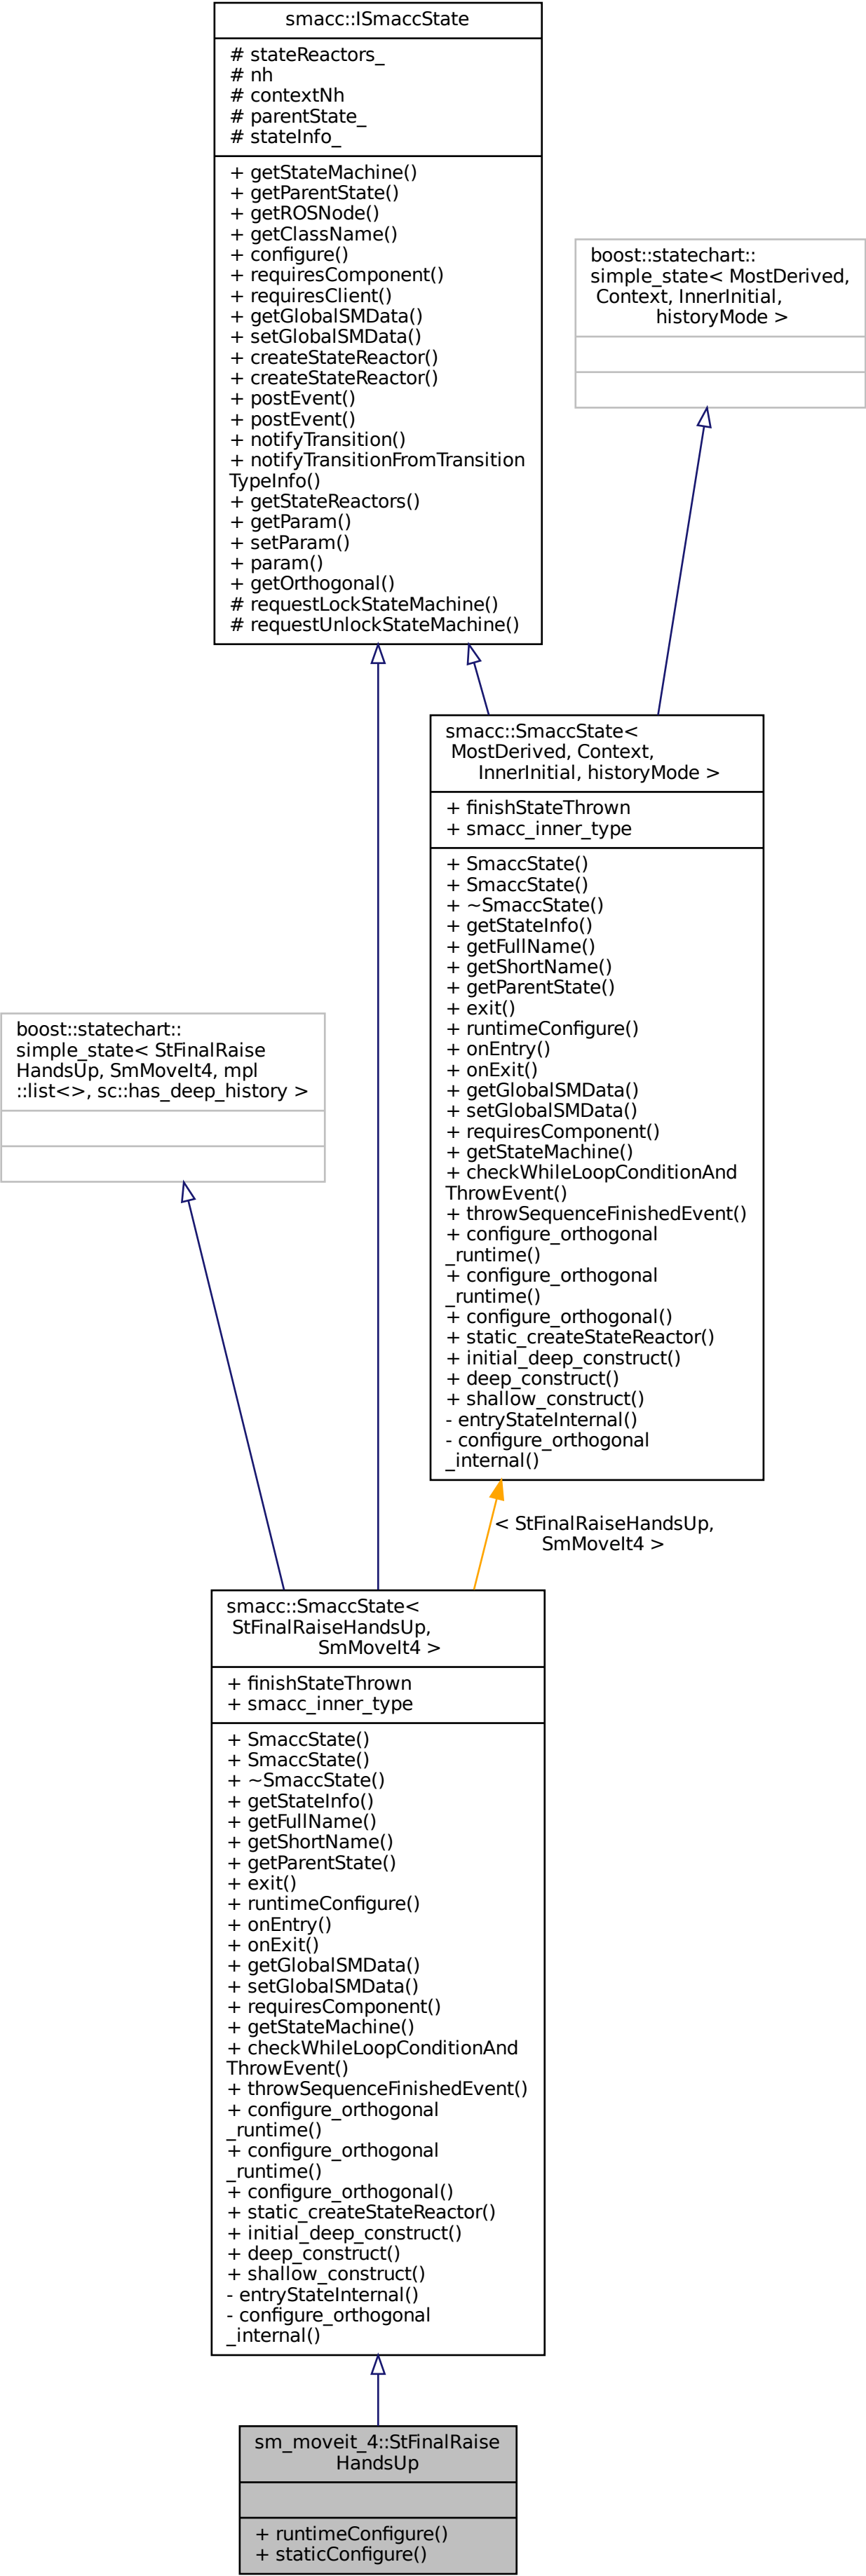 smacc::ISmaccState
# stateReactors_
# nh
# contextNh
# parentState_
# stateInfo_
+ getStateMachine()
+ getParentState()
+ getROSNode()
+ getClassName()
+ configure()
+ requiresComponent()
+ requiresClient()
+ getGlobalSMData()
+ setGlobalSMData()
+ createStateReactor()
+ createStateReactor()
+ postEvent()
+ postEvent()
+ notifyTransition()
+ notifyTransitionFromTransition
TypeInfo()
+ getStateReactors()
+ getParam()
+ setParam()
+ param()
+ getOrthogonal()
# requestLockStateMachine()
# requestUnlockStateMachine()
boost::statechart::
simple_state< MostDerived,
Context, InnerInitial,
historyMode >
smacc::SmaccState<
MostDerived, Context,
InnerInitial, historyMode >
+ finishStateThrown
+ smacc_inner_type
+ SmaccState()
+ SmaccState()
+ ~SmaccState()
+ getStateInfo()
+ getFullName()
+ getShortName()
+ getParentState()
+ exit()
+ runtimeConfigure()
+ onEntry()
+ onExit()
+ getGlobalSMData()
+ setGlobalSMData()
+ requiresComponent()
+ getStateMachine()
+ checkWhileLoopConditionAnd
ThrowEvent()
+ throwSequenceFinishedEvent()
+ configure_orthogonal
_runtime()
+ configure_orthogonal
_runtime()
+ configure_orthogonal()
+ static_createStateReactor()
+ initial_deep_construct()
+ deep_construct()
+ shallow_construct()
- entryStateInternal()
- configure_orthogonal
_internal()
boost::statechart::
simple_state< StFinalRaise
HandsUp, SmMoveIt4, mpl
::list<>, sc::has_deep_history >
< StFinalRaiseHandsUp,
SmMoveIt4 >
smacc::SmaccState<
StFinalRaiseHandsUp,
SmMoveIt4 >
+ finishStateThrown
+ smacc_inner_type
+ SmaccState()
+ SmaccState()
+ ~SmaccState()
+ getStateInfo()
+ getFullName()
+ getShortName()
+ getParentState()
+ exit()
+ runtimeConfigure()
+ onEntry()
+ onExit()
+ getGlobalSMData()
+ setGlobalSMData()
+ requiresComponent()
+ getStateMachine()
+ checkWhileLoopConditionAnd
ThrowEvent()
+ throwSequenceFinishedEvent()
+ configure_orthogonal
_runtime()
+ configure_orthogonal
_runtime()
+ configure_orthogonal()
+ static_createStateReactor()
+ initial_deep_construct()
+ deep_construct()
+ shallow_construct()
- entryStateInternal()
- configure_orthogonal
_internal()
sm_moveit_4::StFinalRaise
HandsUp
+ runtimeConfigure()
+ staticConfigure()